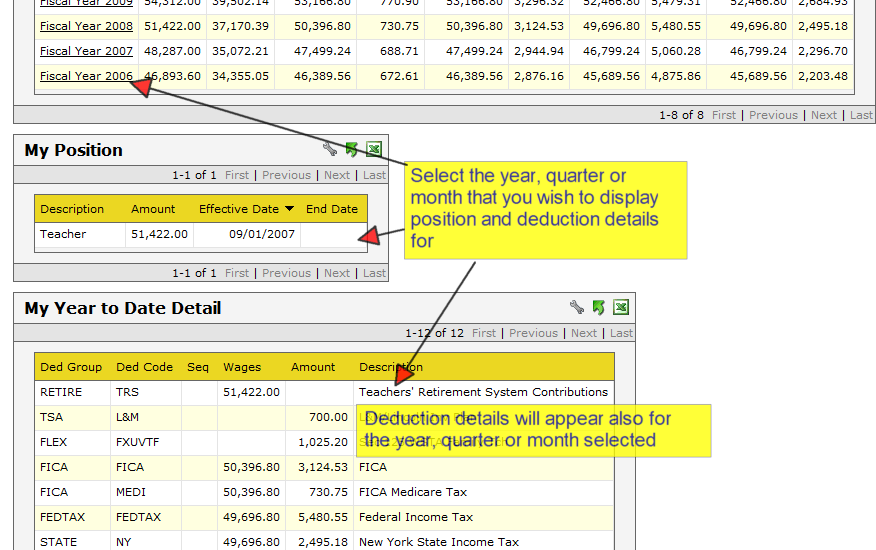 Fiscal Year 2009 54,312.00 39,502.14 53,166.80 770.90 53,166.80 3,296.32 52,466.80 5,479.31 52,466.80 2,684.93
Fiscal Year 2008 51,422.00 37,170.80 50,396.80 730.75 50,396.80 3,124.53 49,696.80 5,480.55 49,696.80 2,495.18
Fiscal Year 2007 48,287.00 35,072.21 47,499.24 688.71 47,499.24 2,944.94 46,799.24 5,060.28 46,799.24 2,296.70
Fiscal Year 2006 46,893.60 34,355.05 46,389.56 672.61 46,389.56 2,876.16 45,689.56 4,875.86 45,689.56 2,203.48
1-8 of 8 First | Previous | Next | Last
My Position
1-1 of 1 First | Previous | Next | Last
Description Amount Effective Date End Date
Teacher 51,422.00 09/01/2007
1-1 of 1 First | Previous | Next | Last
Select the year, quarter or
month that you wish to display
position and deduction details
for
My Year to Date Detail
1-12 of 12 First | Previous | Next | Last
Ded Group Ded Code Seq Wages Amount Description
RETIRE TRS 51,422.00 Teachers' Retirement System Contributions
TSA L&M 700.00
FLEX FXUVTF 1,025.20
Deduction details will appear also for
the year, quarter or month selected
FICA FICA 50,396.80 3,124.53 FICA
FICA MEDI 50,396.80 730.75 FICA Medicare Tax
FEDTAX FEDTAX 49,696.80 5,480.55 Federal Income Tax
STATE NY 49,696.80 2,495.18 New York State Income Tax